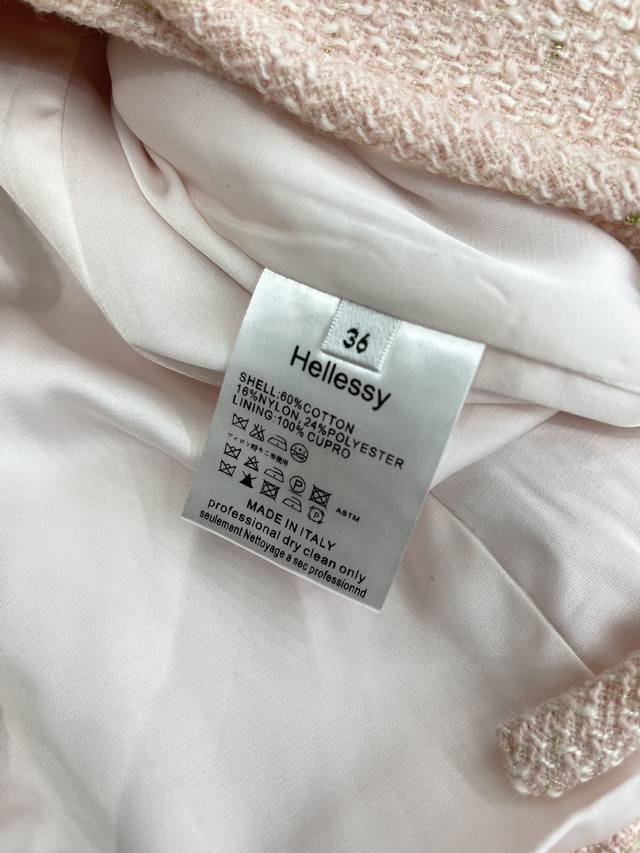 36
Hellessy
SHELL:60%COTTON
16%NYLON, 24%POLYESTER
LINING:100% CUPRO
P
ASTM
P
MADE IN ITALY
professional dry clean only
seulement Nettoyage a sec professionnd